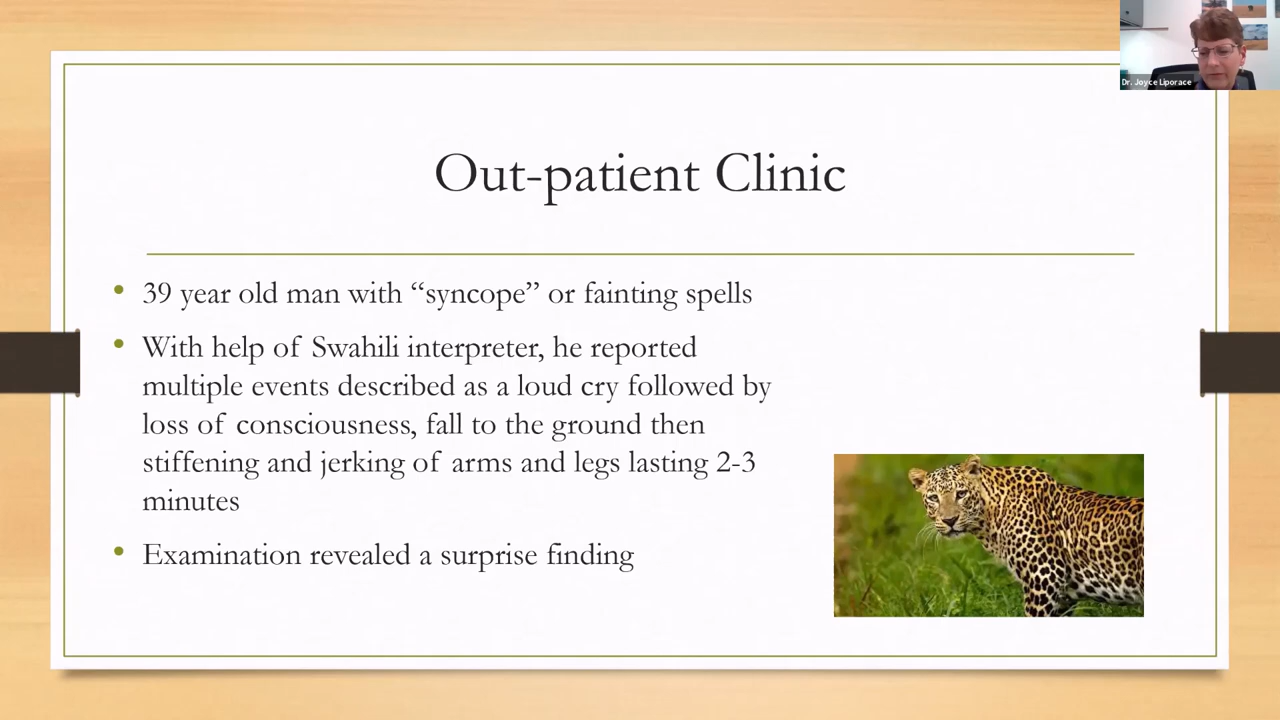 Dr. Joyce Liporace
Out-patient Clinic
• 39 year old man with “syncope” or fainting spells
• With help of Swahili interpreter, he reported
multiple events described as a loud cry followed by
loss of consciousness, fall to the ground then
stiffening and jerking of arms and legs lasting 2-3
minutes
• Examination revealed a surprise finding